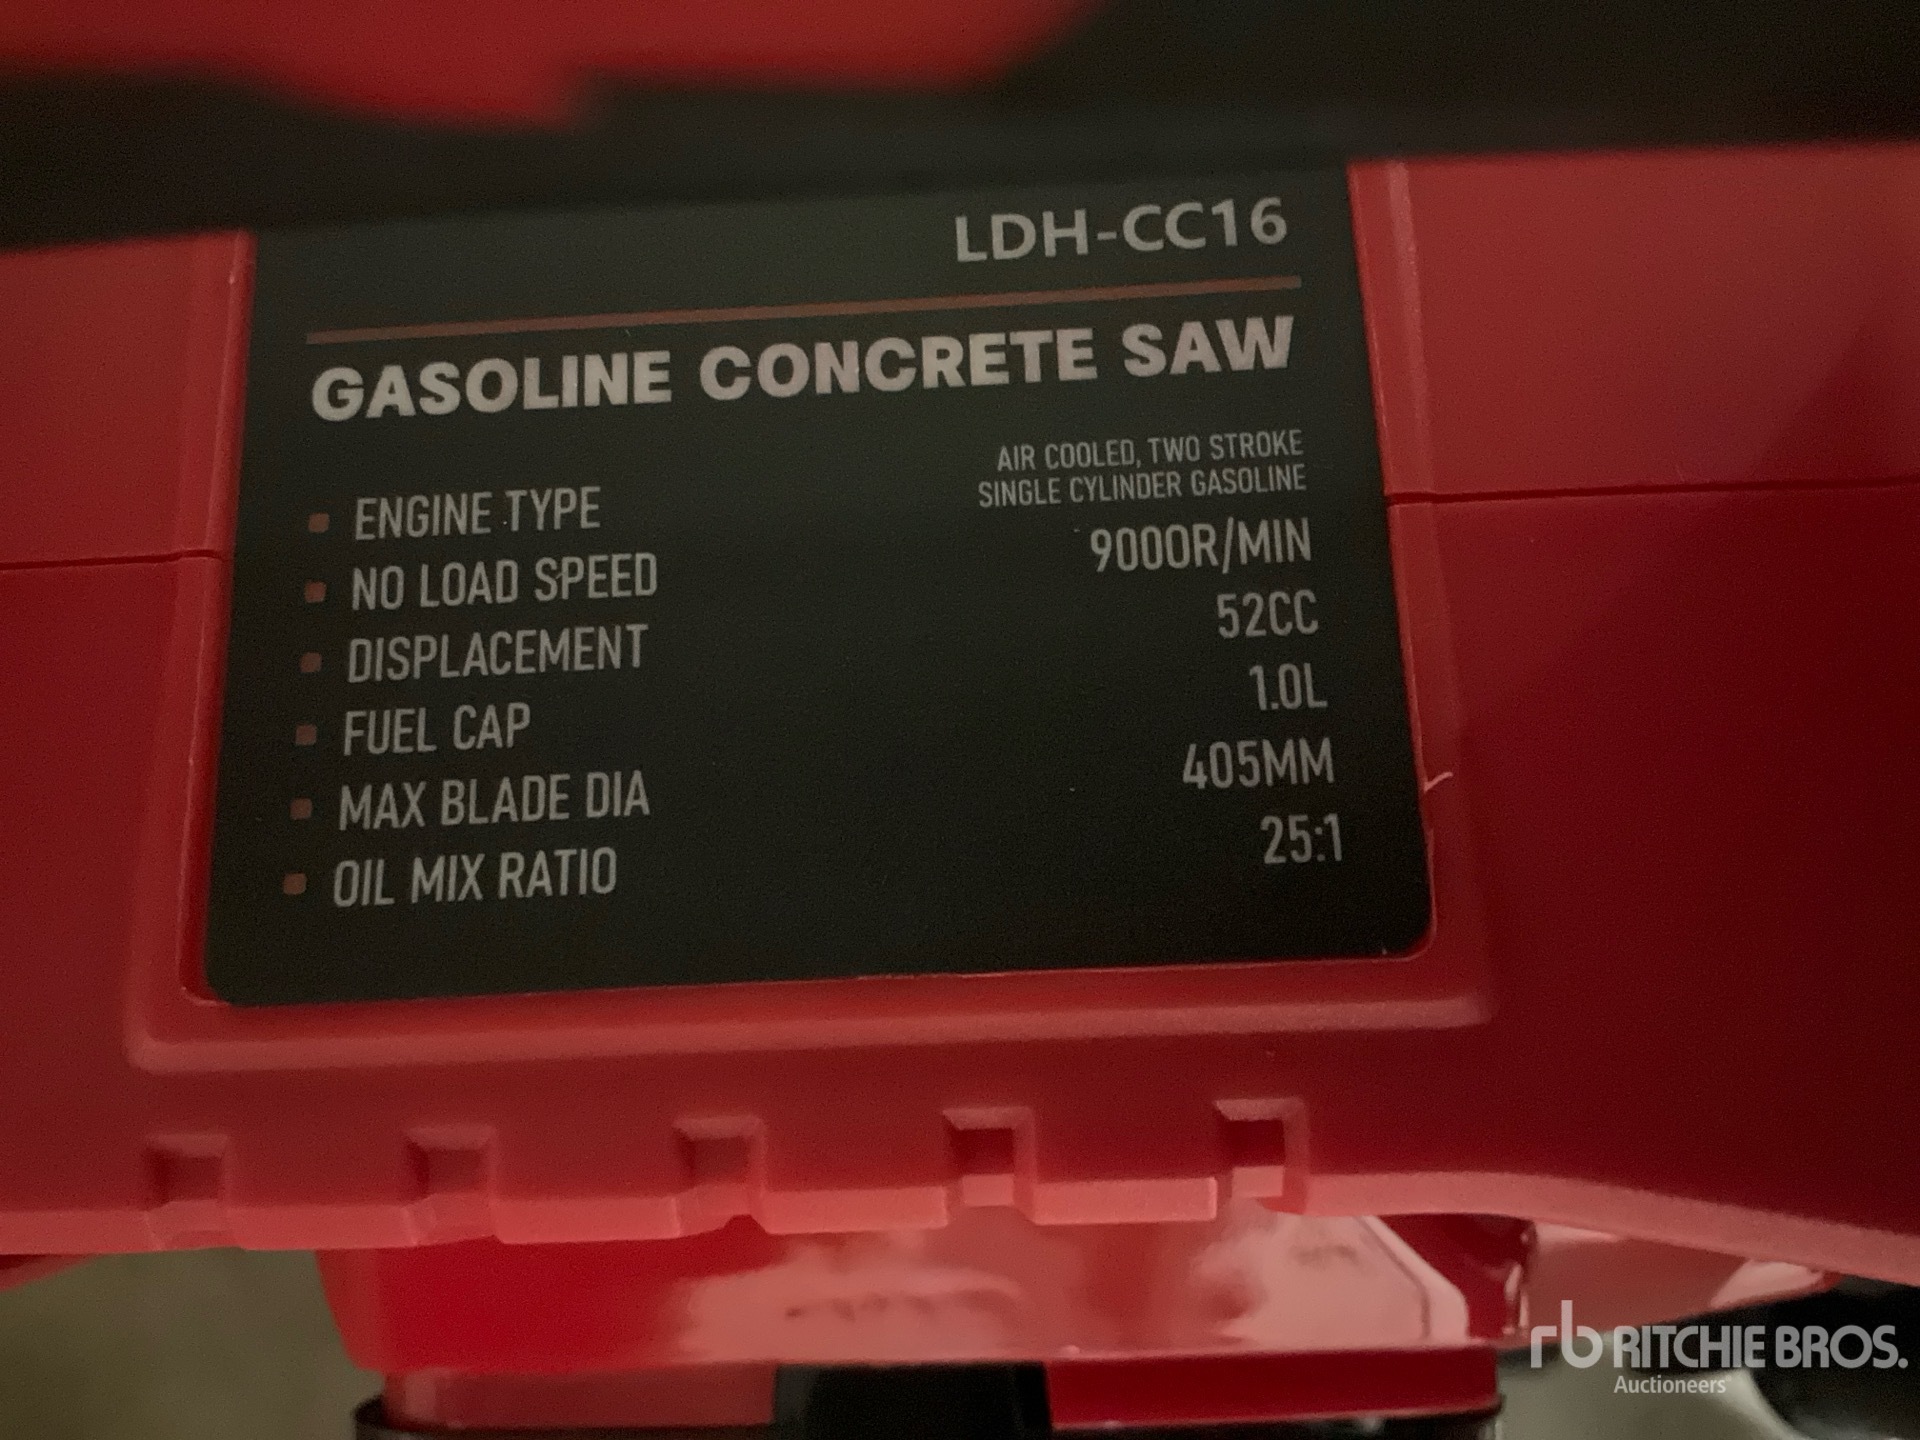 LDH-CC16
GASOLINE CONCRETE SAW
ENGINE TYPE AIR COOLED, TWO STROKE
SINGLE CYLINDER GASOLINE
NO LOAD SPEED 9000R/MIN
DISPLACEMENT 52CC
FUEL CAP 1.0L
MAX BLADE DIA 405MM
OIL MIX RATIO 25:1
rb RITCHIE BROS.
Auctioneers